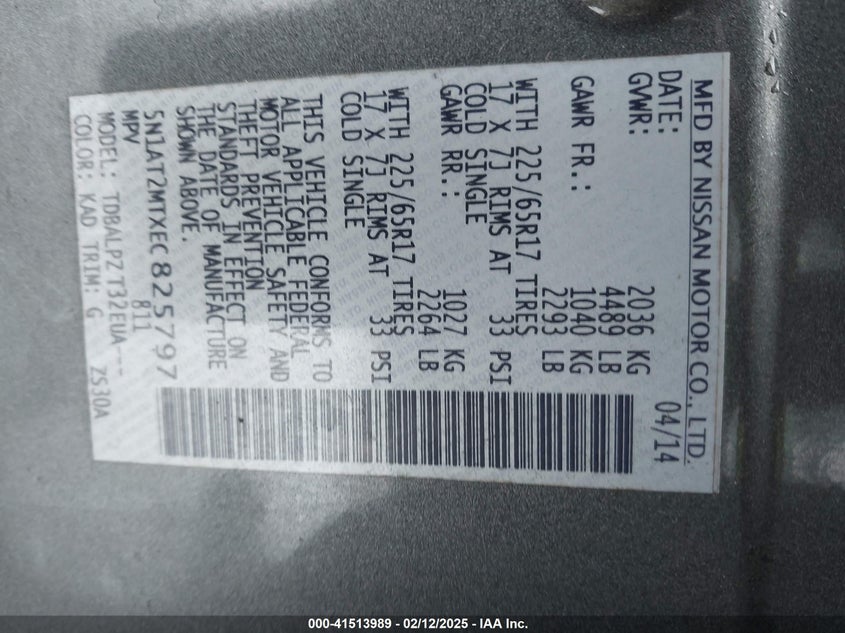 MFD BY NISSAN MOTOR CO., LTD.
DATE: 04/14
GVWR: 2036 KG
4489 LB
GAWR FR.: 1040 KG
2293 LB
WITH 225/65R17 TIRES
17 X 7J RIMS AT 33 PSI
COLD SINGLE
GAWR RR.: 1027 KG
2264 LB
WITH 225/65R17 TIRES
17 X 7J RIMS AT 33 PSI
COLD SINGLE
THIS VEHICLE CONFORMS TO
ALL APPLICABLE FEDERAL
MOTOR VEHICLE SAFETY AND
THEFT PREVENTION
STANDARDS IN EFFECT ON
THE DATE OF MANUFACTURE
SHOWN ABOVE.
5N1AT2MTXEC825797
MPV 811
MODEL: TDBALPZT32EUA---
COLOR: KAD TRIM: G ZS30A
000-41513989 - 02/12/2025 - IAA Inc.